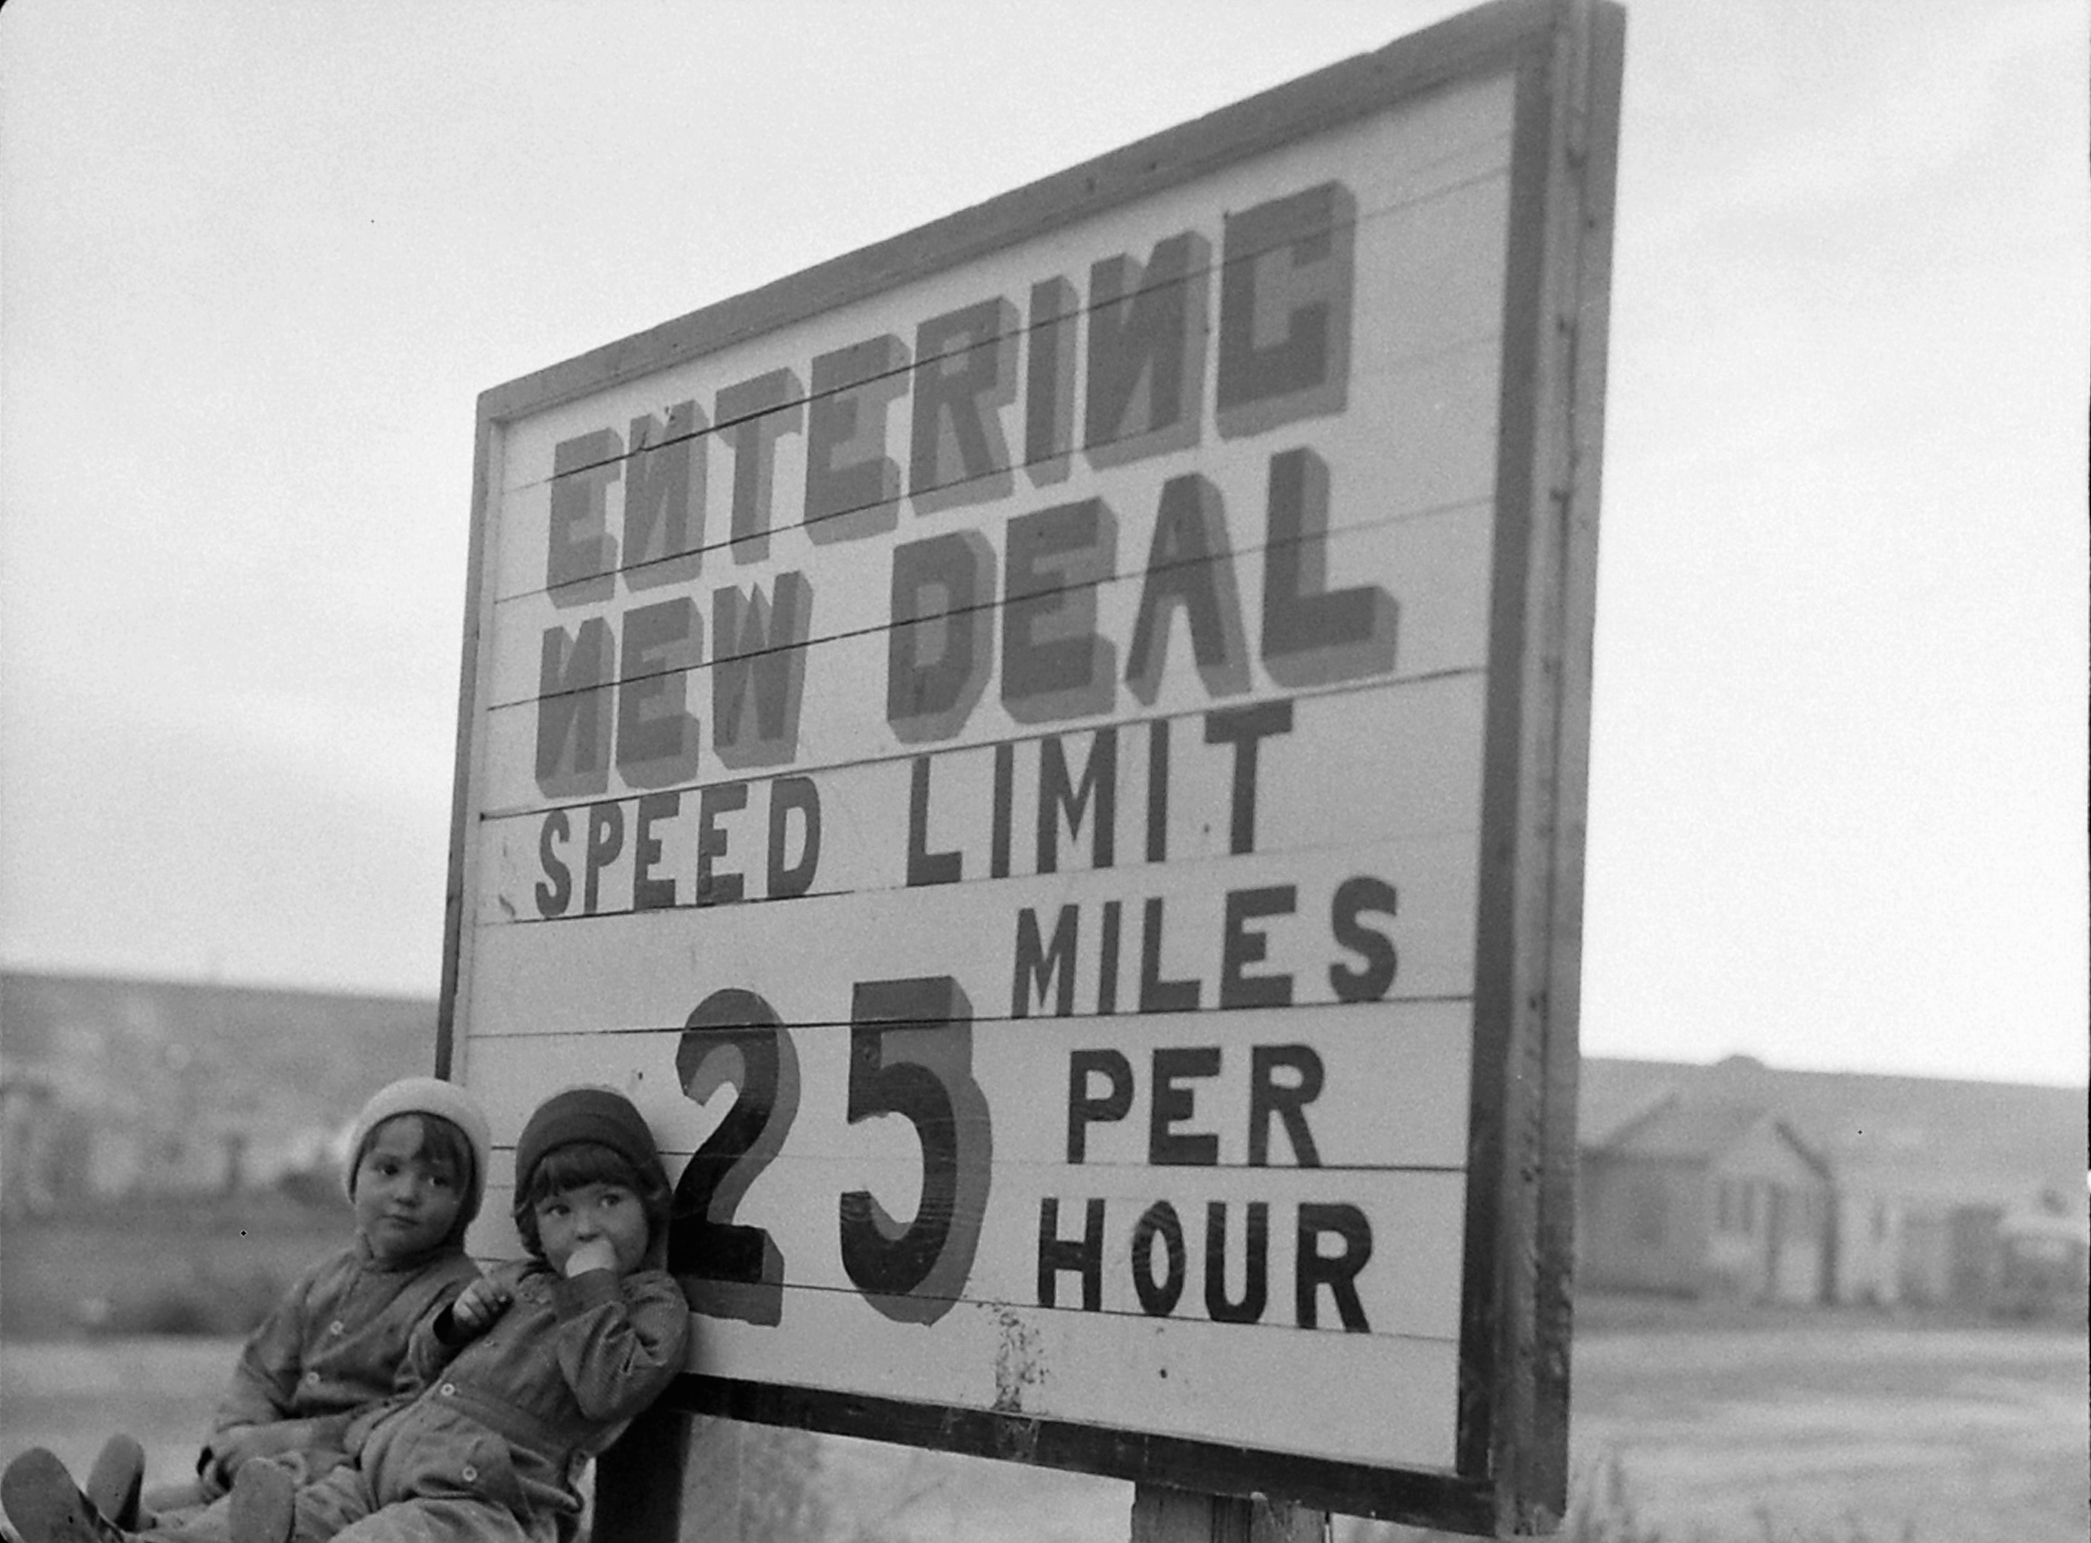 ENTERING
NEW DEAL
SPEED LIMIT
25 MILES
PER
HOUR